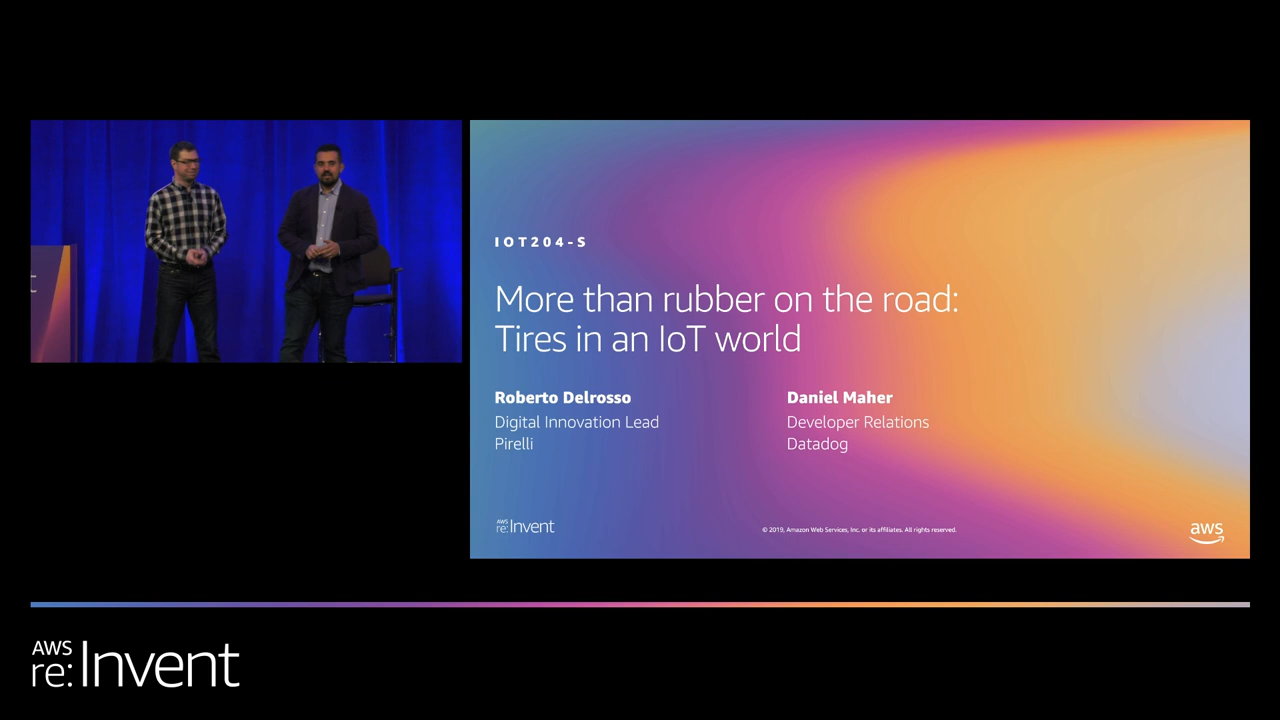 IOT204-S
More than rubber on the road:
Tires in an IoT world
Roberto Delrosso
Digital Innovation Lead
Pirelli
Daniel Maher
Developer Relations
Datadog
AWS
re:Invent
© 2019, Amazon Web Services, Inc. or its affiliates. All rights reserved.
aws
AWS
re:Invent